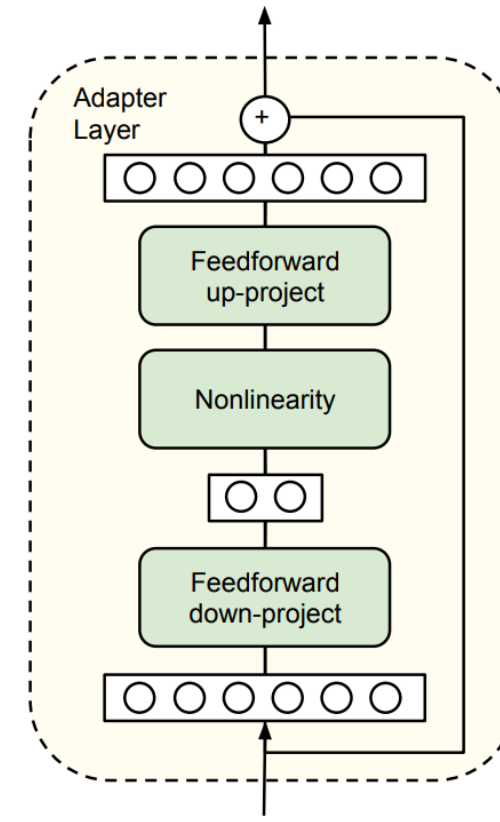 Adapter
Layer
+
Feedforward
up-project
Nonlinearity
Feedforward
down-project